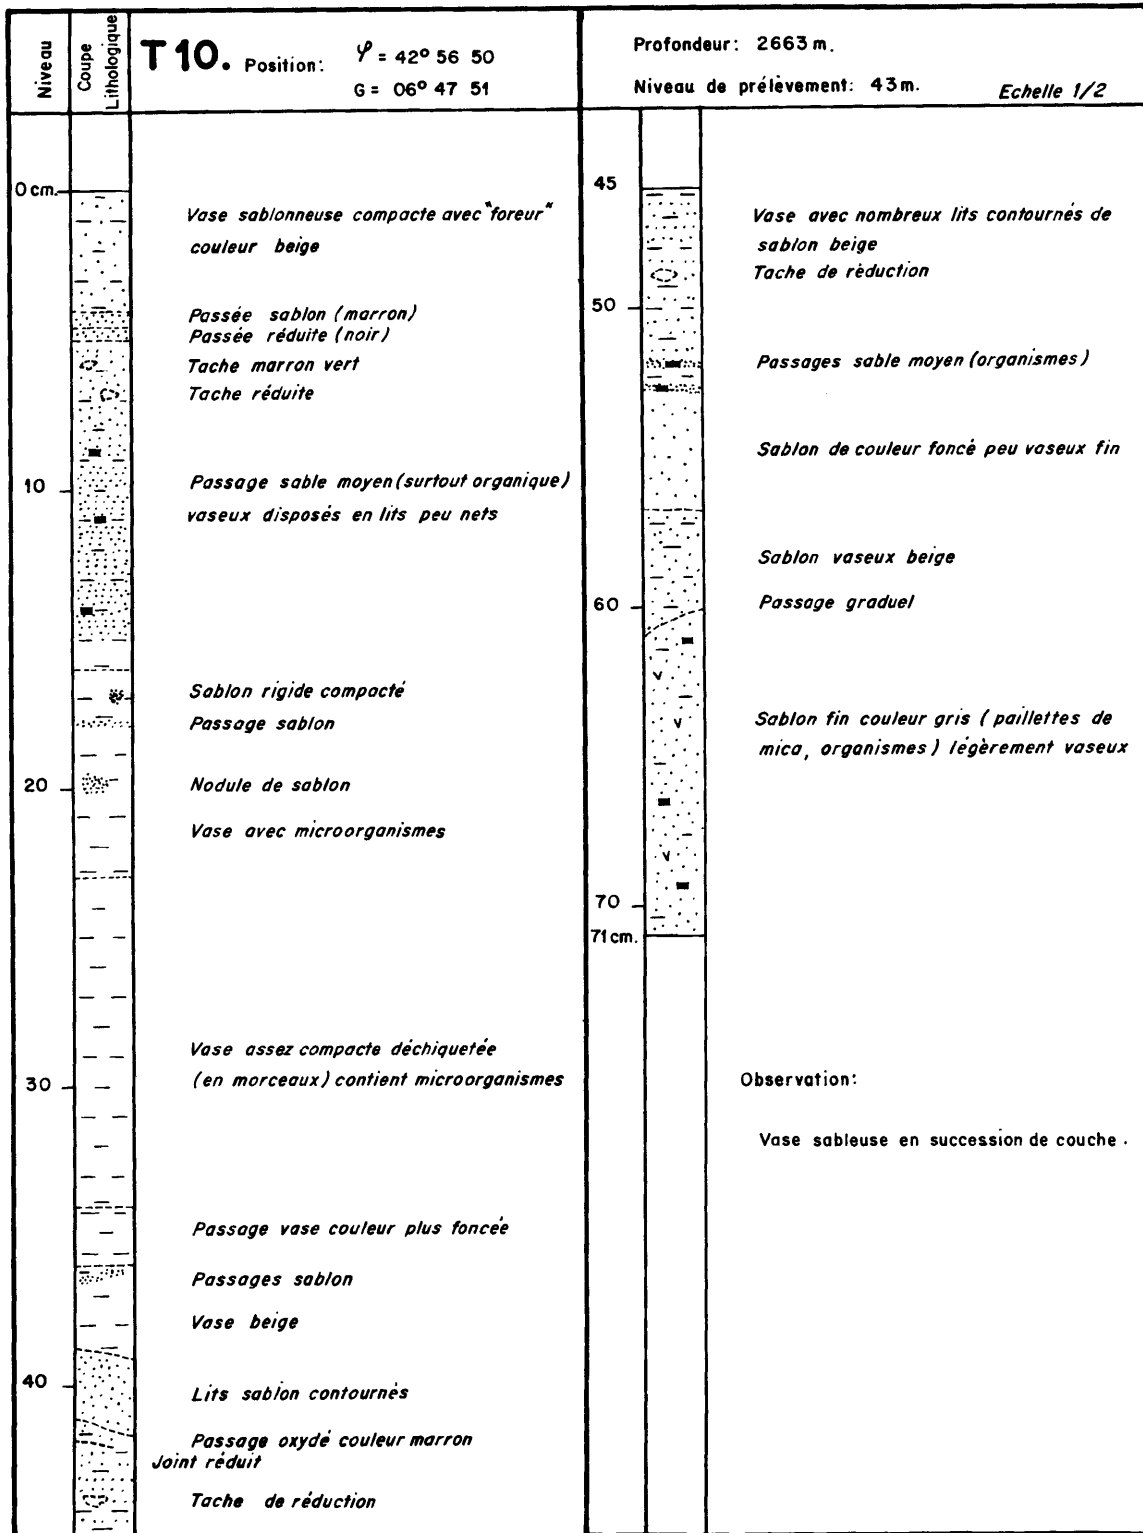 Niveau
Coupe
Lithologique
T10. Position: φ = 42° 56 50
G = 06° 47 51
Profondeur: 2663 m.
Niveau de prélèvement: 43 m. Echelle 1/2
0 cm.
Vase sablonneuse compacte avec "foreur"
couleur beige
Passée sablon (marron)
Passée réduite (noir)
Tache marron vert
Tache réduite
10
Passage sable moyen (surtout organique)
vaseux disposés en lits peu nets
Sablon rigide compacté
Passage sablon
20
Nodule de sablon
Vase avec microorganismes
Vase assez compacte déchiquetée
30
(en morceaux) contient microorganismes
Passage vase couleur plus foncée
Passages sablon
Vase beige
40
Lits sablon contournés
Passage oxydé couleur marron
Joint réduit
Tache de réduction
45
Vase avec nombreux lits contournés de
sablon beige
Tache de rèduction
50
Passages sable moyen (organismes)
Sablon de couleur foncé peu vaseux fin
Sablon vaseux beige
60
Passage graduel
Sablon fin couleur gris (paillettes de
mica, organismes) légèrement vaseux
70
71 cm.
Observation:
Vase sableuse en succession de couche.